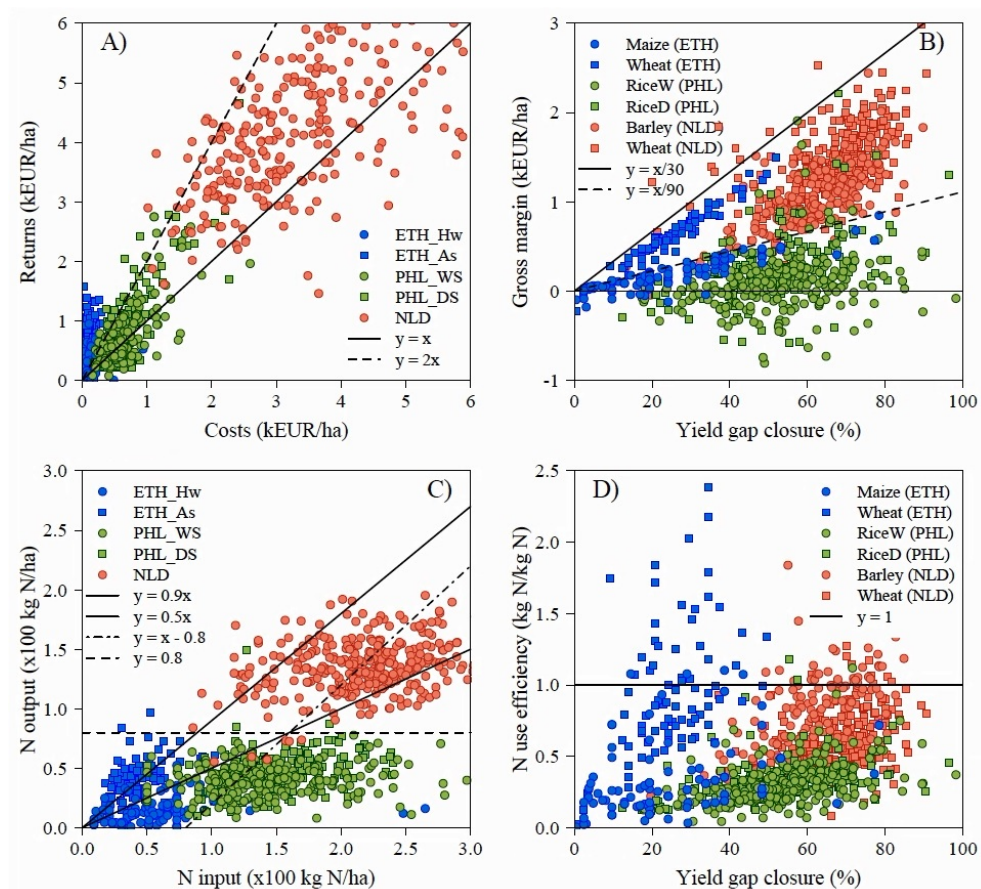 A)
Returns (kEUR/ha)
6
5
4
3
2
1
0
ETH_Hw
ETH_As
PHL_WS
PHL_DS
NLD
y = x
y = 2x
0 1 2 3 4 5 6
Costs (kEUR/ha)
B)
Gross margin (kEUR/ha)
3
2
1
0
-1
Maize (ETH)
Wheat (ETH)
RiceW (PHL)
RiceD (PHL)
Barley (NLD)
Wheat (NLD)
y = x/30
y = x/90
0 20 40 60 80 100
Yield gap closure (%)
C)
N output (x100 kg N/ha)
3.0
2.5
2.0
1.5
1.0
0.5
0.0
ETH_Hw
ETH_As
PHL_WS
PHL_DS
NLD
y = 0.9x
y = 0.5x
y = x - 0.8
y = 0.8
0.0 0.5 1.0 1.5 2.0 2.5 3.0
N input (x100 kg N/ha)
D)
N use efficiency (kg N/kg N)
2.5
2.0
1.5
1.0
0.5
0.0
Maize (ETH)
Wheat (ETH)
RiceW (PHL)
RiceD (PHL)
Barley (NLD)
Wheat (NLD)
y = 1
0 20 40 60 80 100
Yield gap closure (%)